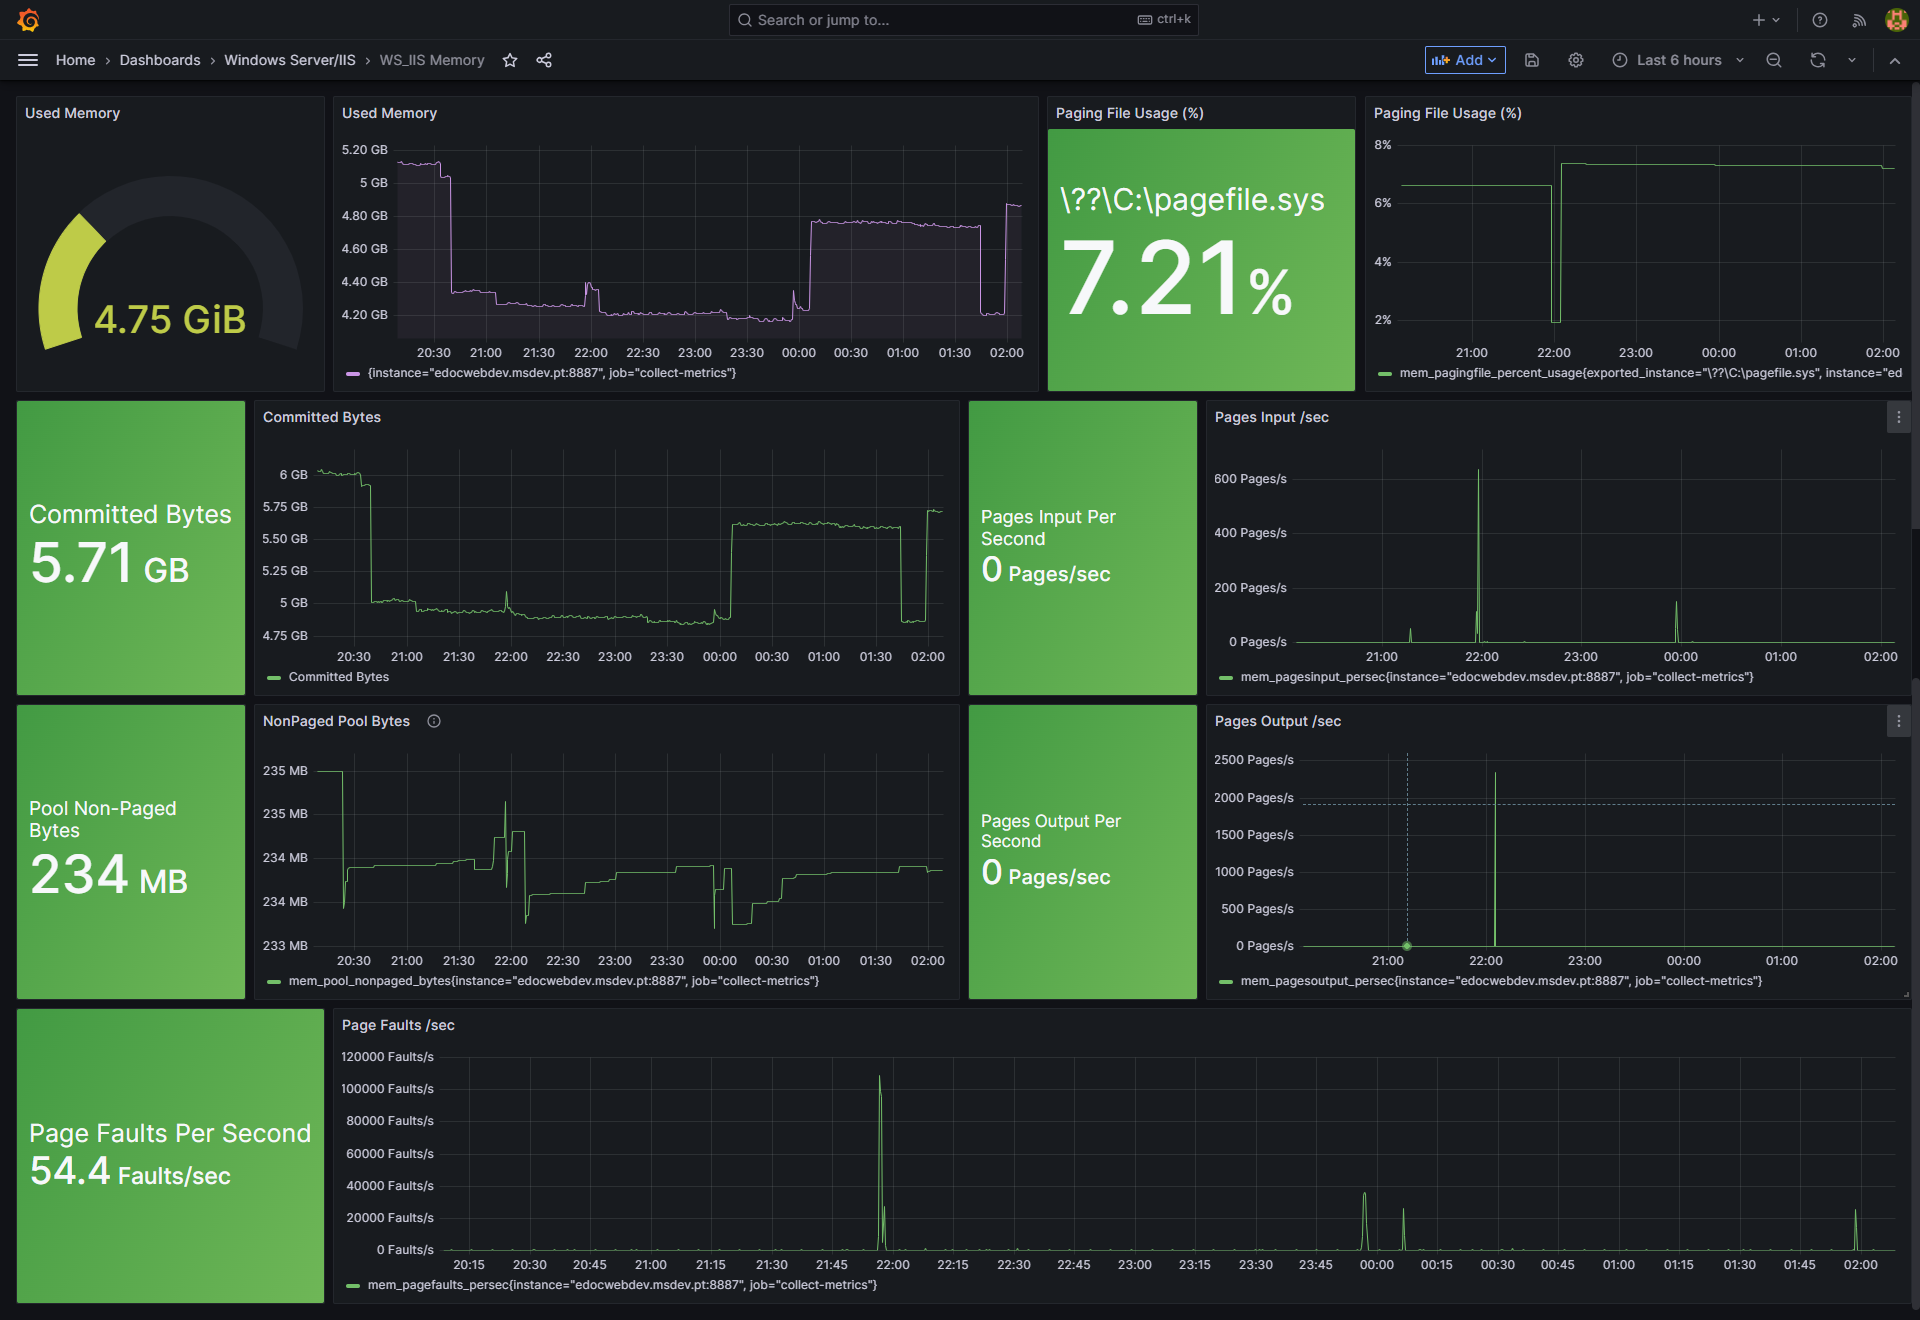 Search or jump to...
ctrl+k
Home › Dashboards › Windows Server/IIS › WS_IIS Memory
Add
Last 6 hours
Used Memory
4.75 GiB
Used Memory
5.20 GB
5 GB
4.80 GB
4.60 GB
4.40 GB
4.20 GB
20:30 21:00 21:30 22:00 22:30 23:00 23:30 00:00 00:30 01:00 01:30 02:00
{instance="edocwebdev.msdev.pt:8887", job="collect-metrics"}
Paging File Usage (%)
\??\C:\pagefile.sys
7.21%
Paging File Usage (%)
8%
6%
4%
2%
21:00 22:00 23:00 00:00 01:00 02:00
mem_pagingfile_percent_usage{exported_instance="\??\C:\pagefile.sys", instance="ed
Committed Bytes
5.71 GB
Committed Bytes
6 GB
5.75 GB
5.50 GB
5.25 GB
5 GB
4.75 GB
20:30 21:00 21:30 22:00 22:30 23:00 23:30 00:00 00:30 01:00 01:30 02:00
Committed Bytes
Pages Input Per
Second
0 Pages/sec
Pages Input /sec
600 Pages/s
400 Pages/s
200 Pages/s
0 Pages/s
21:00 22:00 23:00 00:00 01:00 02:00
mem_pagesinput_persec{instance="edocwebdev.msdev.pt:8887", job="collect-metrics"}
Pool Non-Paged
Bytes
234 MB
NonPaged Pool Bytes
235 MB
235 MB
234 MB
234 MB
233 MB
20:30 21:00 21:30 22:00 22:30 23:00 23:30 00:00 00:30 01:00 01:30 02:00
mem_pool_nonpaged_bytes{instance="edocwebdev.msdev.pt:8887", job="collect-metrics"}
Pages Output Per
Second
0 Pages/sec
Pages Output /sec
2500 Pages/s
2000 Pages/s
1500 Pages/s
1000 Pages/s
500 Pages/s
0 Pages/s
21:00 22:00 23:00 00:00 01:00 02:00
mem_pagesoutput_persec{instance="edocwebdev.msdev.pt:8887", job="collect-metrics"}
Page Faults Per Second
54.4 Faults/sec
Page Faults /sec
120000 Faults/s
100000 Faults/s
80000 Faults/s
60000 Faults/s
40000 Faults/s
20000 Faults/s
0 Faults/s
20:15 20:30 20:45 21:00 21:15 21:30 21:45 22:00 22:15 22:30 22:45 23:00 23:15 23:30 23:45 00:00 00:15 00:30 00:45 01:00 01:15 01:30 01:45 02:00
mem_pagefaults_persec{instance="edocwebdev.msdev.pt:8887", job="collect-metrics"}